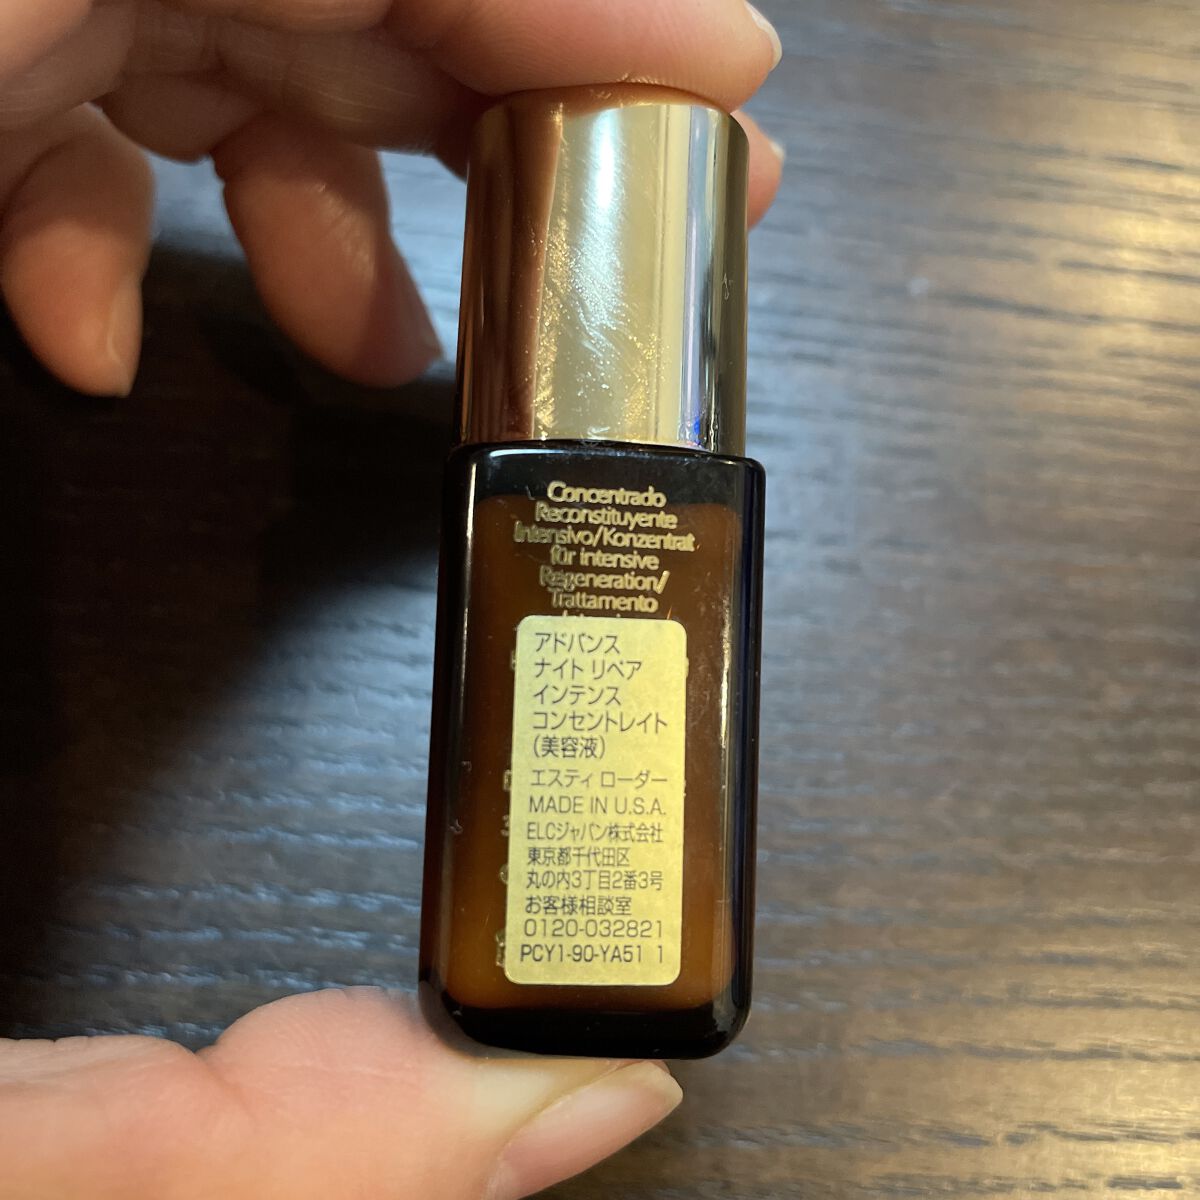 Concentrado
Reconstituyente
Intensivo/Konzentrat
für intensive
Regeneration/
Trattamento
アドバンス
ナイト リペア
インテンス
コンセントレイト
(美容液)
エスティ ローダー
MADE IN U.S.A.
ELCジャパン株式会社
東京都千代田区
丸の内3丁目2番3号
お客様相談室
0120-032821
PCY1-90-YA51 1